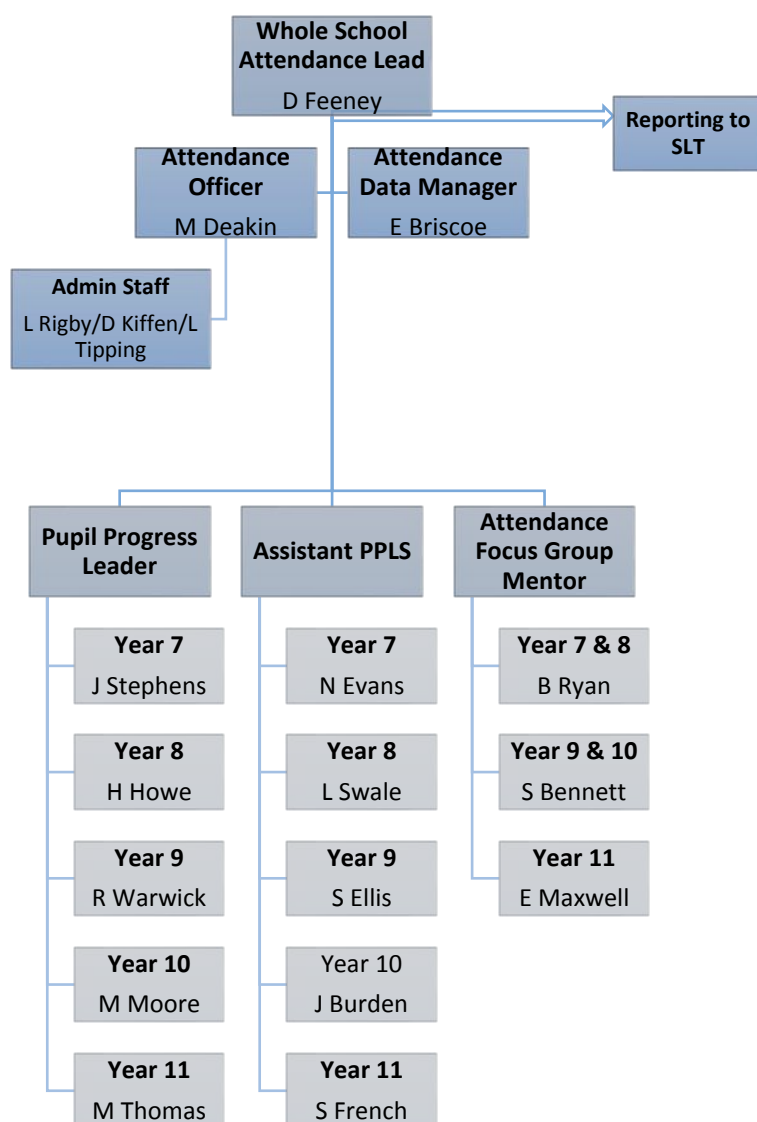 Whole School
Attendance Lead
D Feeney
Reporting to
SLT
Attendance
Officer
M Deakin
Attendance
Data Manager
E Briscoe
Admin Staff
L Rigby/D Kiffen/L
Tipping
Pupil Progress
Leader
Assistant PPLS
Attendance
Focus Group
Mentor
Year 7
J Stephens
Year 7
N Evans
Year 7 & 8
B Ryan
Year 8
H Howe
Year 8
L Swale
Year 9 & 10
S Bennett
Year 9
R Warwick
Year 9
S Ellis
Year 11
E Maxwell
Year 10
M Moore
Year 10
J Burden
Year 11
M Thomas
Year 11
S French